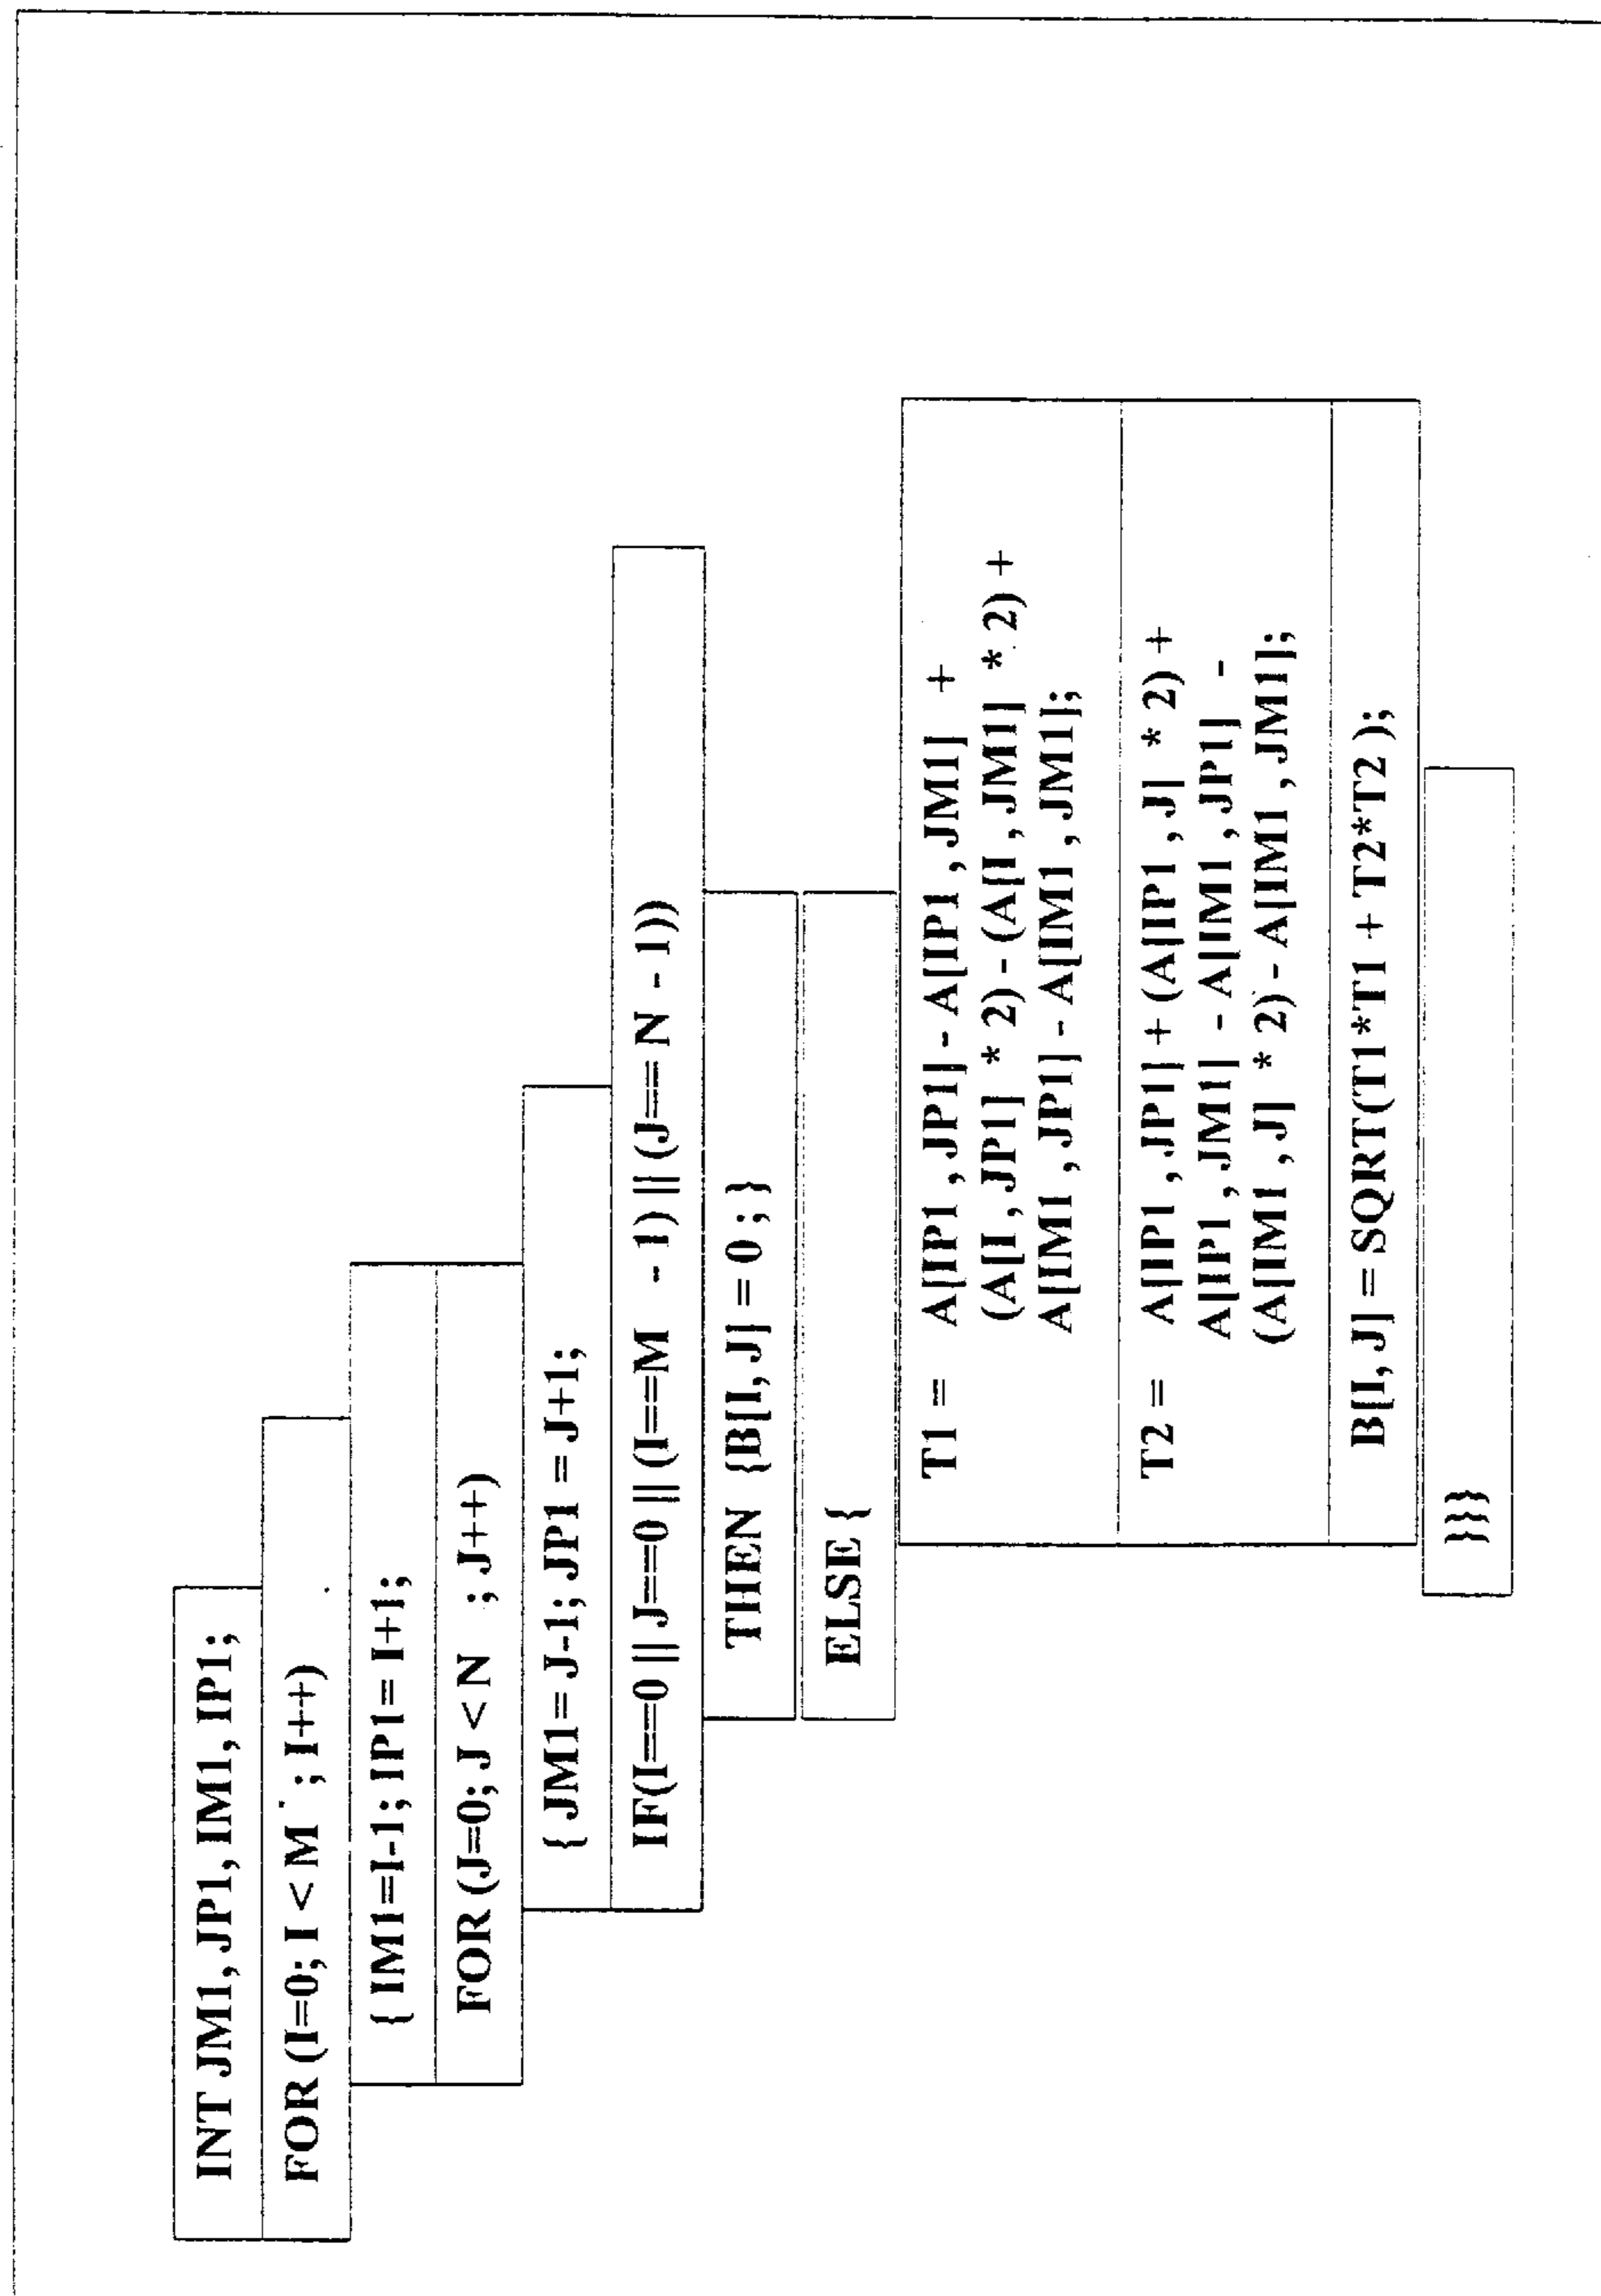 INT JM1, JP1, IM1, IP1;
FOR (I=0; I < M ; I++)
{ IM1=I-1; IP1= I+1;
FOR (J=0; J < N ; J++)
{ JM1= J-1; JP1 = J+1;
IF(I==0 || J==0 || (I==M - 1) || (J== N - 1))
THEN {B[I, J] = 0 ; }
ELSE {
T1 = A[IP1 , JP1] - A[IP1 , JM1] +
(A[I , JP1] * 2) - (A[I , JM1] * 2) +
A[IM1 , JP1] - A[IM1 , JM1];
T2 = A[IP1 , JP1] + (A[IP1 , J] * 2) +
A[IP1 , JM1] - A[IM1 , JP1] -
(A[IM1 , J] * 2) - A[IM1 , JM1];
B[I, J] = SQRT(T1*T1 + T2*T2 );
}}}